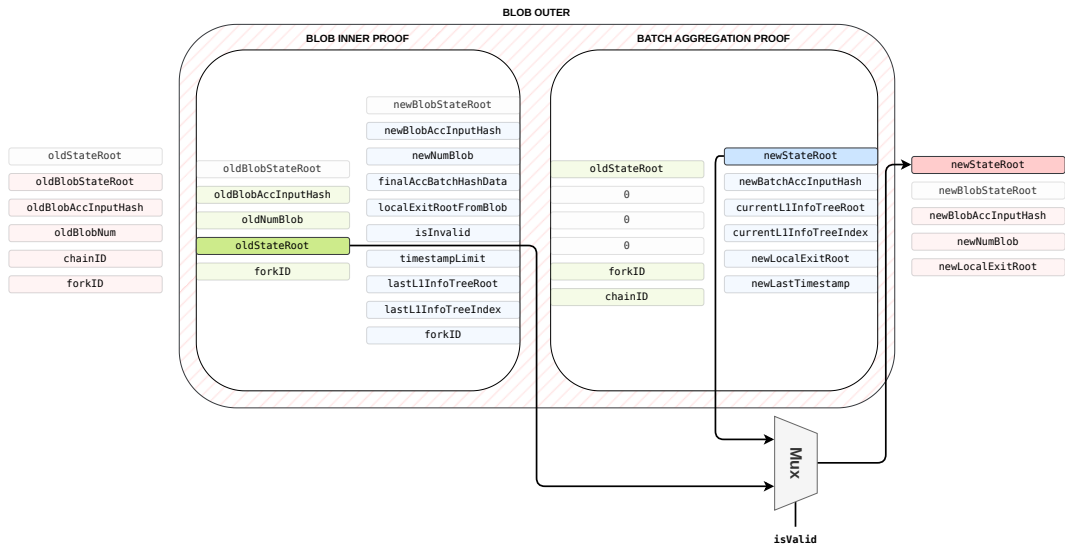 BLOB OUTER
BLOB INNER PROOF
BATCH AGGREGATION PROOF
oldStateRoot
oldBlobStateRoot
oldBlobAccInputHash
oldBlobNum
chainID
forkID
oldBlobStateRoot
oldBlobAccInputHash
oldNumBlob
oldStateRoot
forkID
newBlobStateRoot
newBlobAccInputHash
newNumBlob
finalAccBatchHashData
localExitRootFromBlob
isInvalid
timestampLimit
lastL1InfoTreeRoot
lastL1InfoTreeIndex
forkID
oldStateRoot
0
0
0
forkID
chainID
newStateRoot
newBatchAccInputHash
currentL1InfoTreeRoot
currentL1InfoTreeIndex
newLocalExitRoot
newLastTimestamp
newStateRoot
newBlobStateRoot
newBlobAccInputHash
newNumBlob
newLocalExitRoot
Mux
isValid